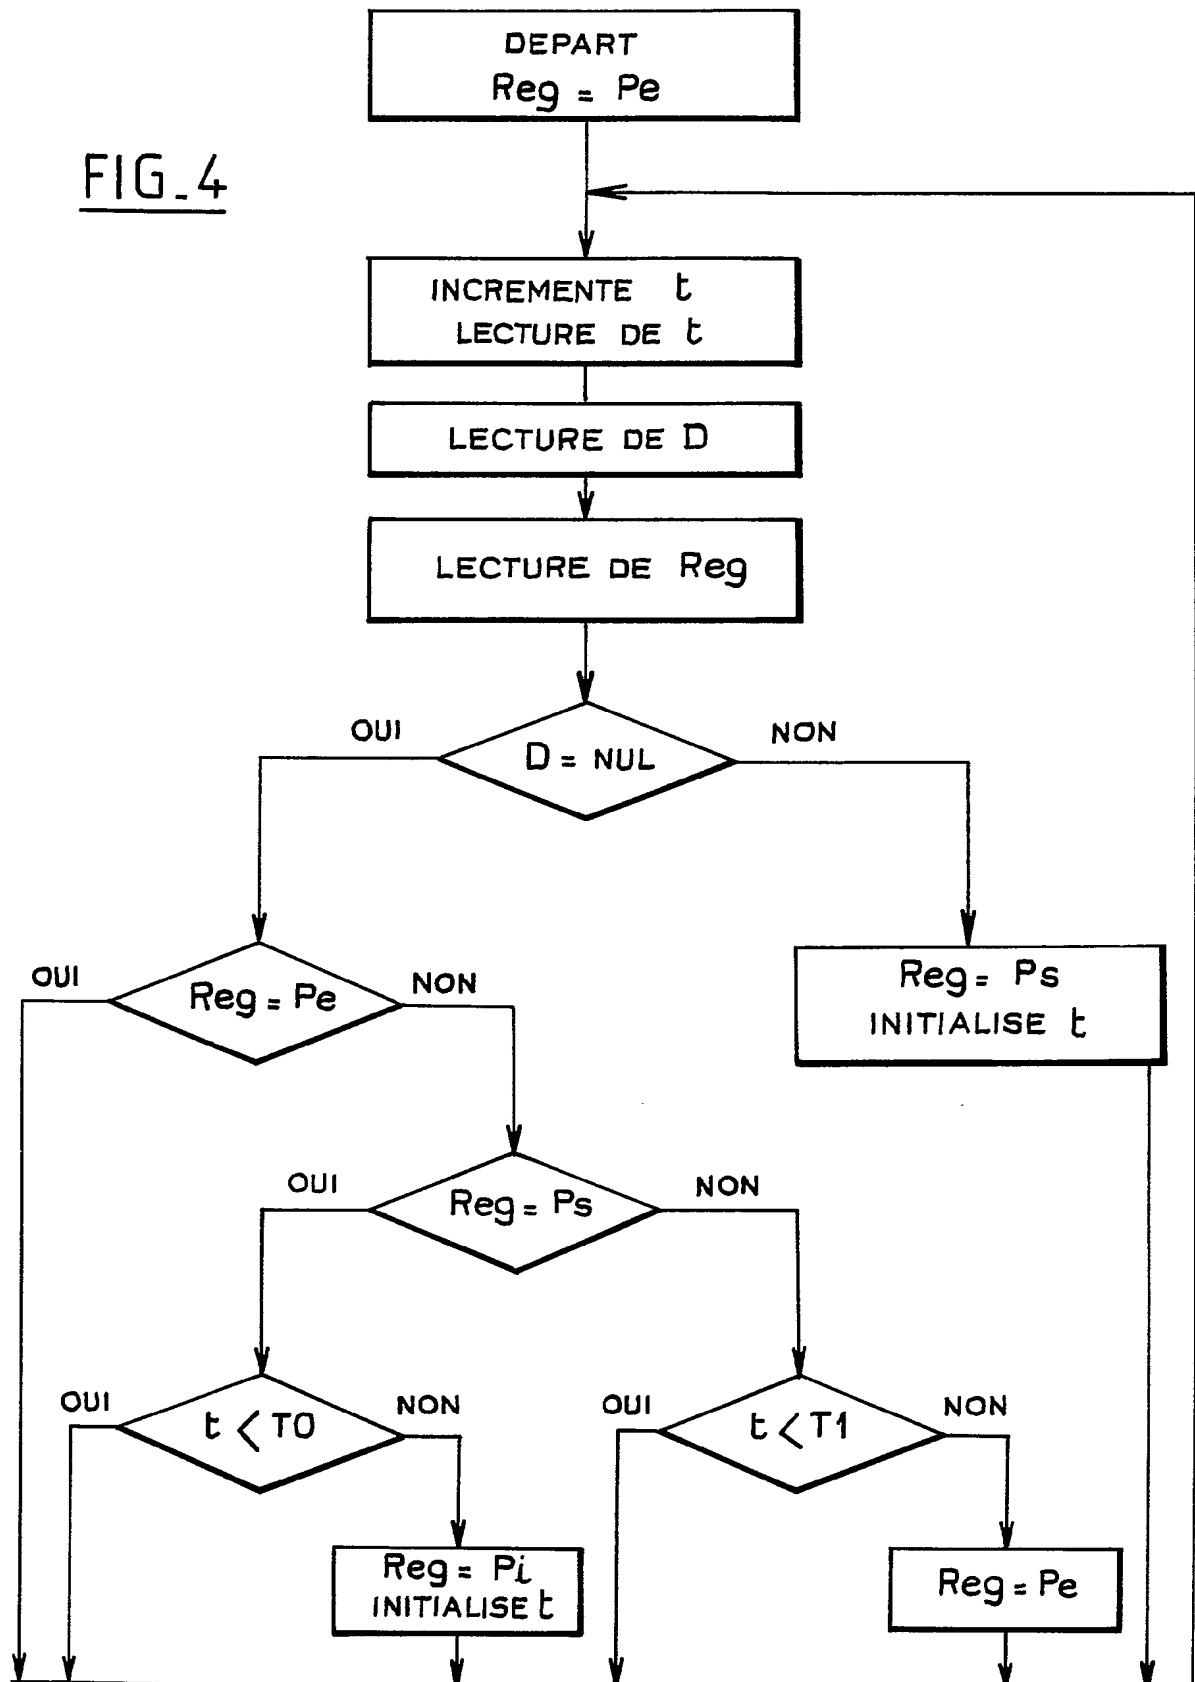 DEPART
Reg = Pe
FIG_4
INCREMENTE t
LECTURE DE t
LECTURE DE D
LECTURE DE Reg
OUI
D = NUL
NON
OUI
Reg = Pe
NON
Reg = Ps
INITIALISE t
OUI
Reg = Ps
NON
OUI
t < T0
NON
OUI
t < T1
NON
Reg = Pi
INITIALISE t
Reg = Pe